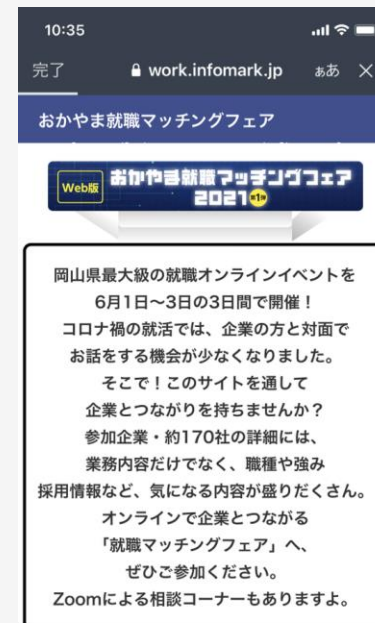 10:35
完了
work.infomark.jp
ぁあ
おかやま就職マッチングフェア
Web版
おかやま就職マッチングフェア
2021 第1弾
岡山県最大級の就職オンラインイベントを
6月1日～3日の3日間で開催！
コロナ禍の就活では、企業の方と対面で
お話をする機会が少なくなりました。
そこで！このサイトを通して
企業とつながりを持ちませんか？
参加企業・約170社の詳細には、
業務内容だけでなく、職種や強み
採用情報など、気になる内容が盛りだくさん。
オンラインで企業とつながる
「就職マッチングフェア」へ、
ぜひご参加ください。
Zoomによる相談コーナーもありますよ。